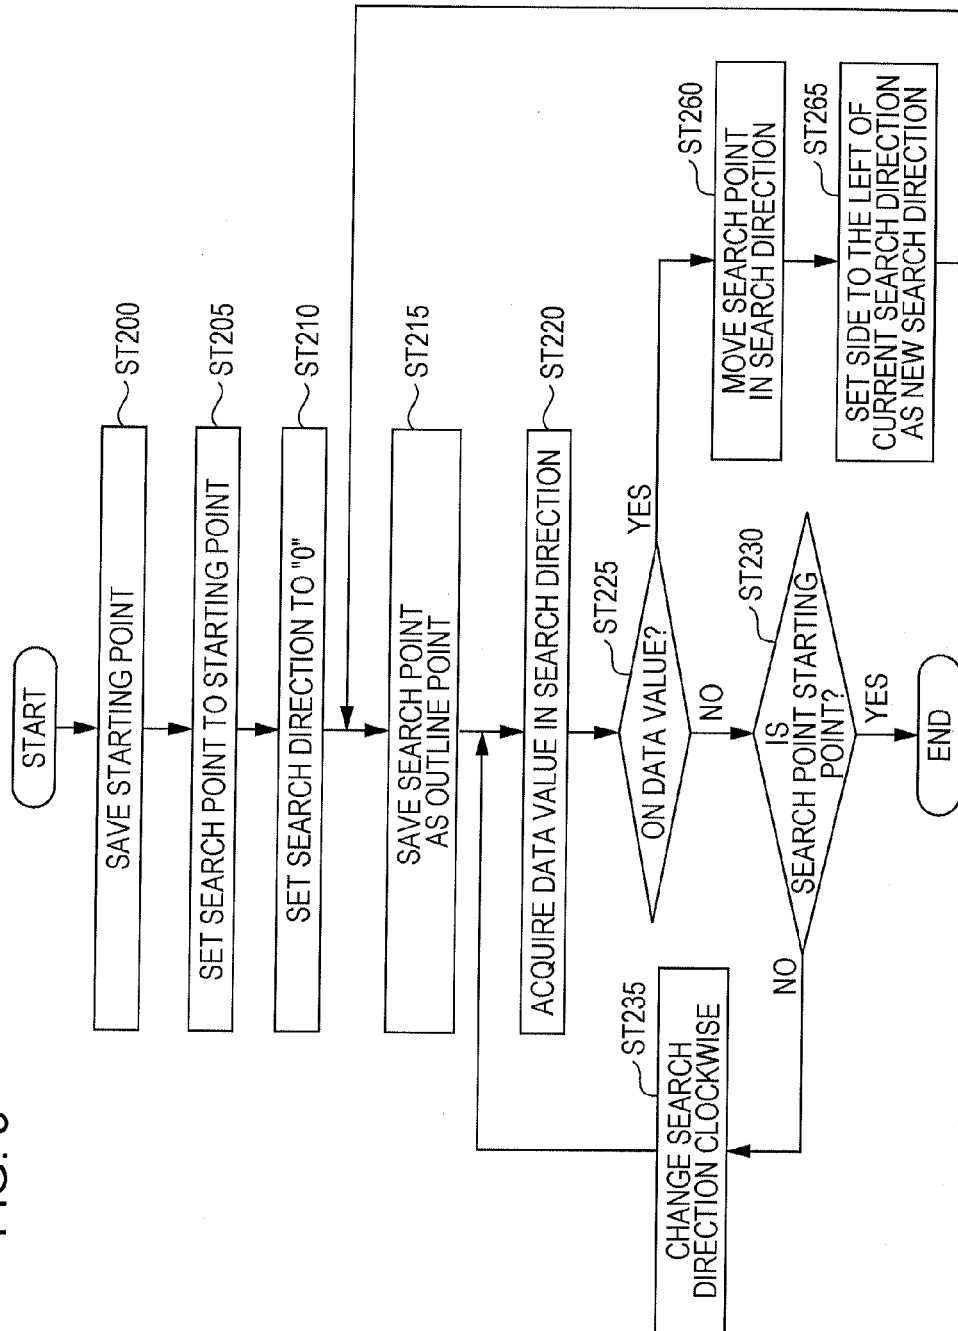 START
SAVE STARTING POINT
ST200
SET SEARCH POINT TO STARTING POINT
ST205
SET SEARCH DIRECTION TO "0"
ST210
SAVE SEARCH POINT
AS OUTLINE POINT
ST215
ACQUIRE DATA VALUE IN SEARCH DIRECTION
ST220
ON DATA VALUE?
ST225
YES
NO
MOVE SEARCH POINT
IN SEARCH DIRECTION
ST260
SET SIDE TO THE LEFT OF
CURRENT SEARCH DIRECTION
AS NEW SEARCH DIRECTION
ST265
IS
SEARCH POINT STARTING
POINT?
ST230
NO
YES
CHANGE SEARCH
DIRECTION CLOCKWISE
ST235
END